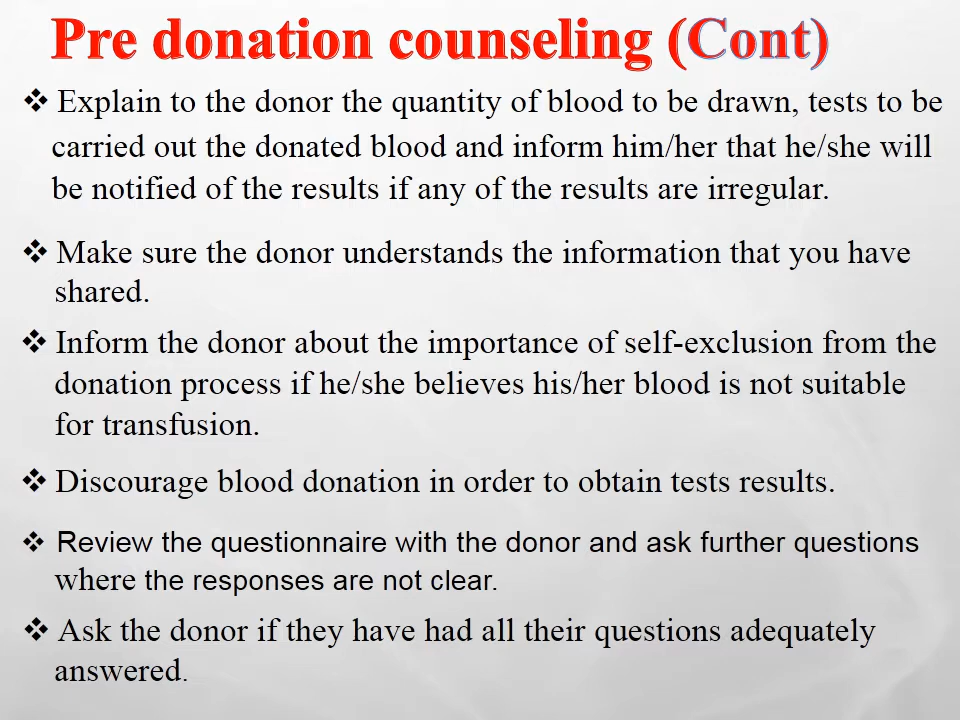 Pre donation counseling (Cont)
❖ Explain to the donor the quantity of blood to be drawn, tests to be
carried out the donated blood and inform him/her that he/she will
be notified of the results if any of the results are irregular.
❖ Make sure the donor understands the information that you have
shared.
❖ Inform the donor about the importance of self-exclusion from the
donation process if he/she believes his/her blood is not suitable
for transfusion.
❖ Discourage blood donation in order to obtain tests results.
❖ Review the questionnaire with the donor and ask further questions
where the responses are not clear.
❖ Ask the donor if they have had all their questions adequately
answered.